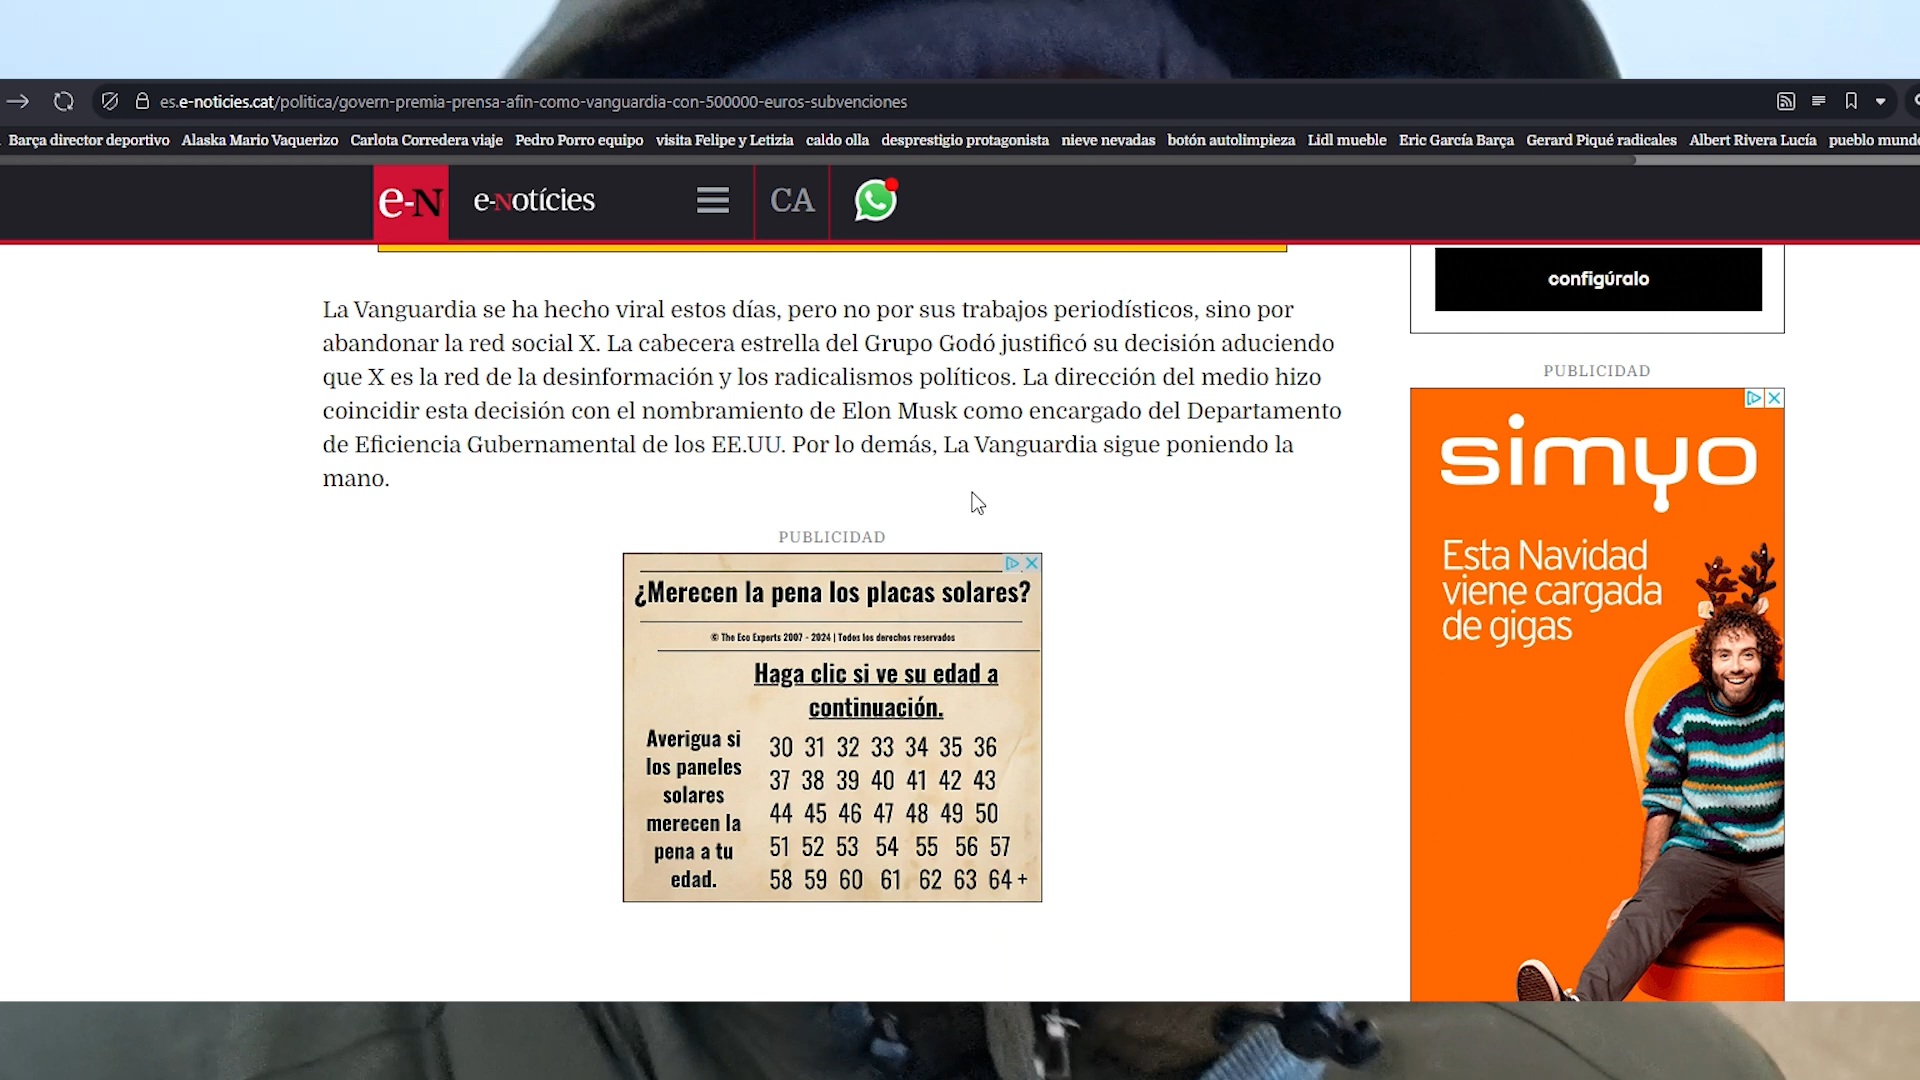 es.e-noticies.cat/politica/govern-premia-prensa-afin-como-vanguardia-con-500000-euros-subvenciones
Barça director deportivo Alaska Mario Vaquerizo Carlota Corredera viaje Pedro Porro equipo visita Felipe y Letizia caldo olla desprestigio protagonista nieve nevadas botón autolimpieza Lidl mueble Eric García Barça Gerard Piqué radicales Albert Rivera Lucía pueblo mund
e-N e-Notícies CA
configúralo
La Vanguardia se ha hecho viral estos días, pero no por sus trabajos periodísticos, sino por
abandonar la red social X. La cabecera estrella del Grupo Godó justificó su decisión aduciendo
que X es la red de la desinformación y los radicalismos políticos. La dirección del medio hizo
coincidir esta decisión con el nombramiento de Elon Musk como encargado del Departamento
de Eficiencia Gubernamental de los EE.UU. Por lo demás, La Vanguardia sigue poniendo la
mano.
PUBLICIDAD
¿Merecen la pena los placas solares?
© The Eco Experts 2007 - 2024 | Todos los derechos reservados
Haga clic si ve su edad a
continuación.
Averigua si
los paneles
solares
merecen la
pena a tu
edad.
30 31 32 33 34 35 36
37 38 39 40 41 42 43
44 45 46 47 48 49 50
51 52 53 54 55 56 57
58 59 60 61 62 63 64+
PUBLICIDAD
simyo
Esta Navidad
viene cargada
de gigas